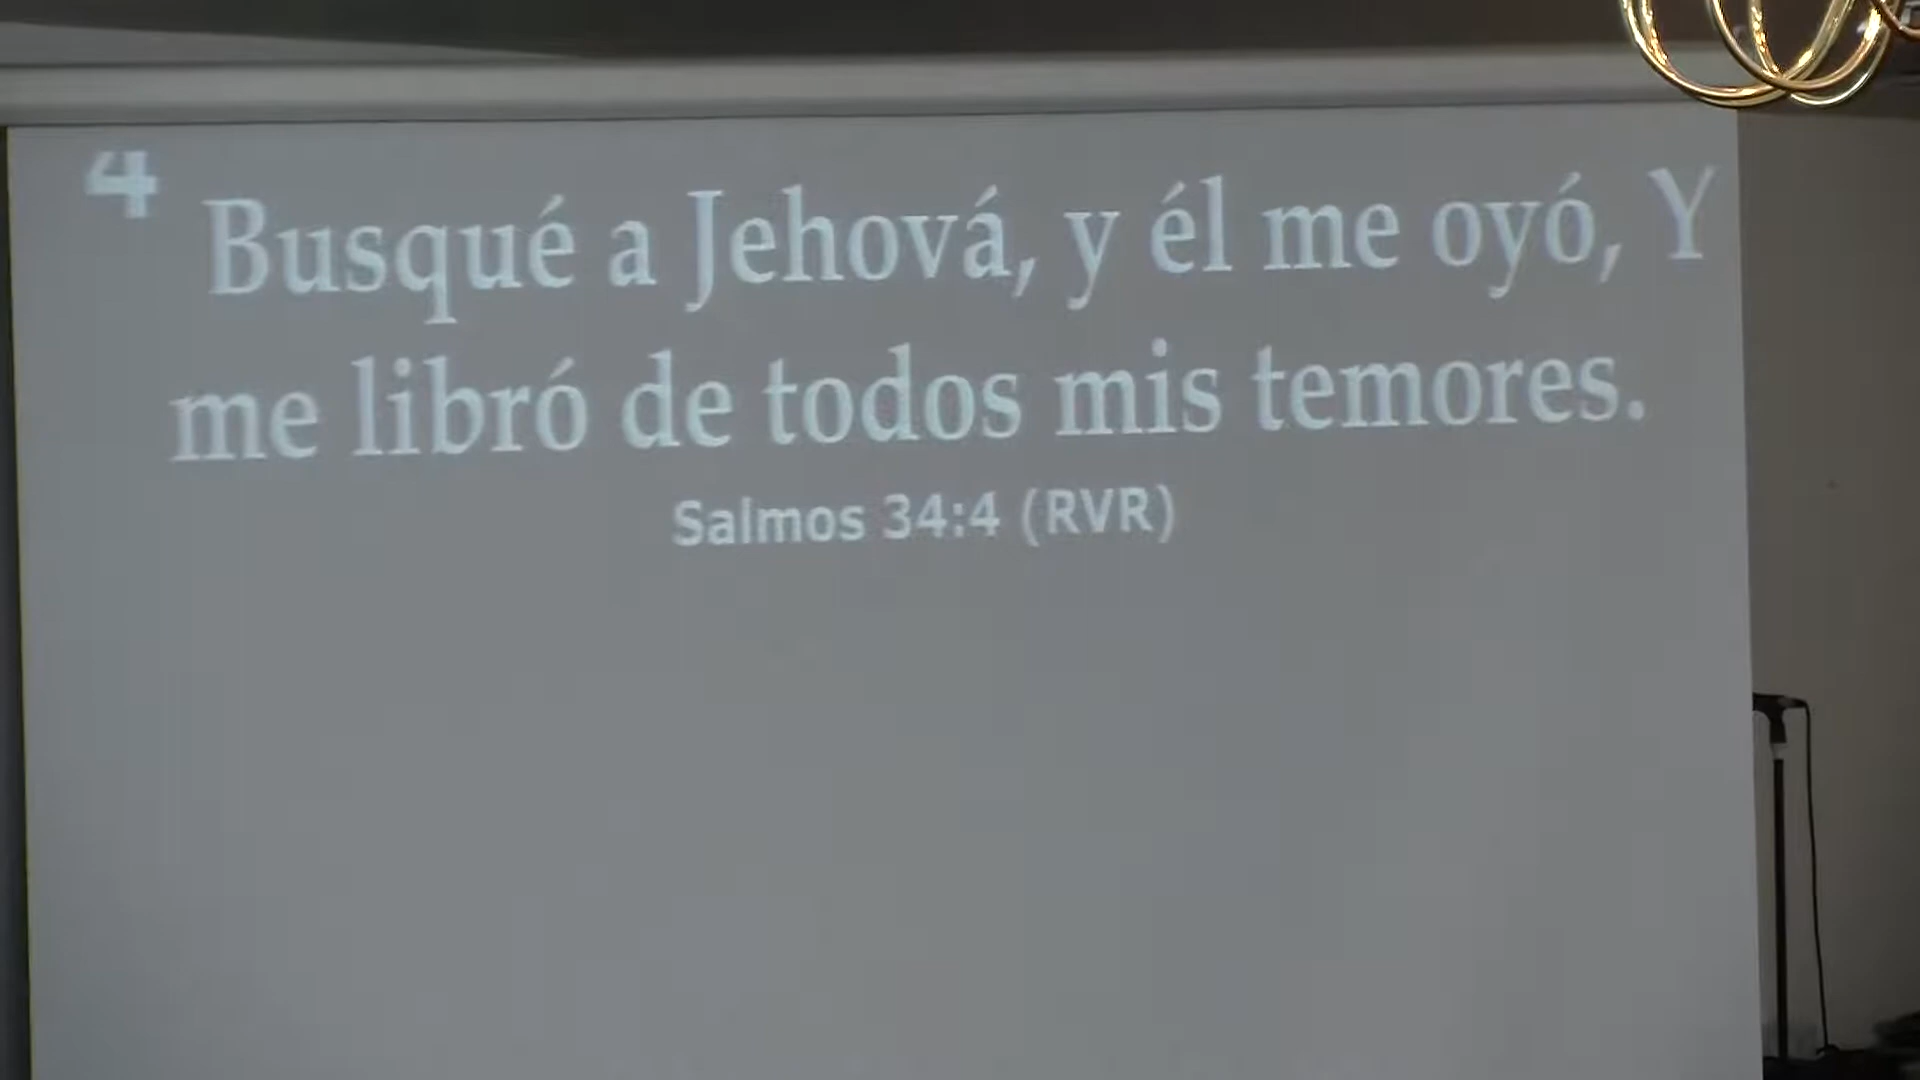 4 Busqué a Jehová, y él me oyó, Y
me libró de todos mis temores.
Salmos 34:4 (RVR)